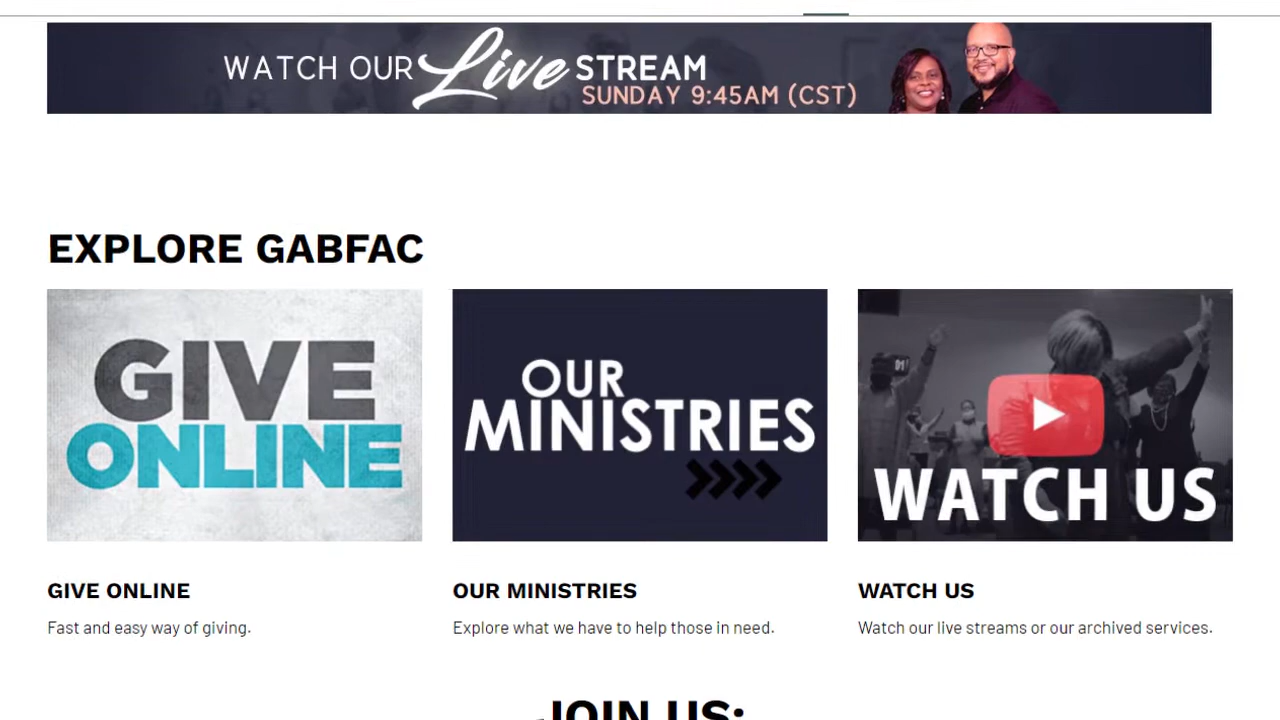 WATCH OUR Live STREAM
SUNDAY 9:45AM (CST)
EXPLORE GABFAC
GIVE
ONLINE
OUR
MINISTRIES
WATCH US
GIVE ONLINE
Fast and easy way of giving.
OUR MINISTRIES
Explore what we have to help those in need.
WATCH US
Watch our live streams or our archived services.
JOIN US: